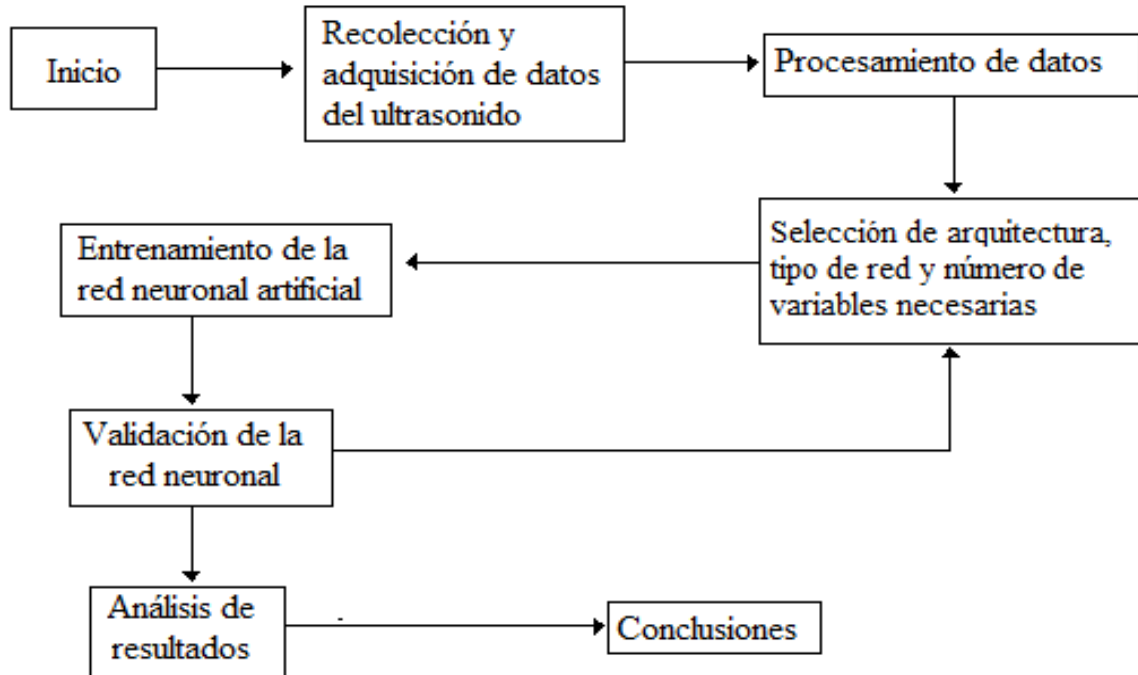 Inicio
Recolección y
adquisición de datos
del ultrasonido
Procesamiento de datos
Selección de arquitectura,
tipo de red y número de
variables necesarias
Entrenamiento de la
red neuronal artificial
Validación de la
red neuronal
Análisis de
resultados
Conclusiones